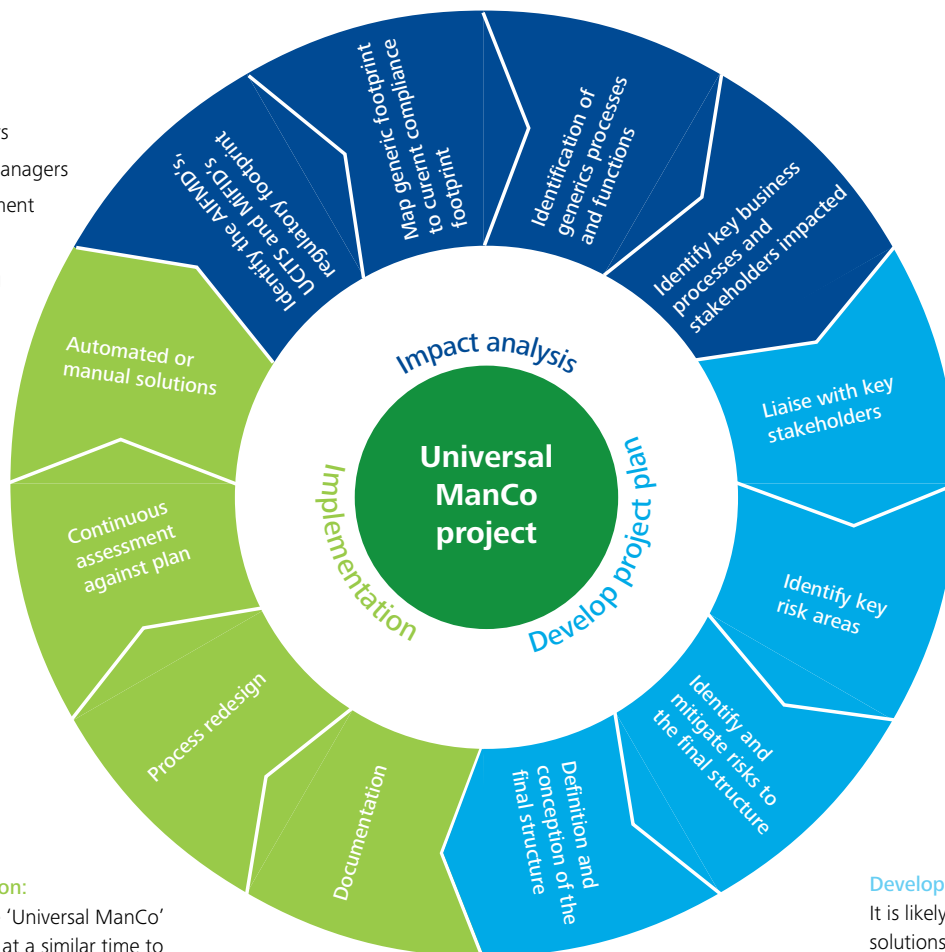 rs
anagers
ment
Identify the AIFMD's,
UCITS and MiFID's
regulatory footprint
Map generic footprint
to curernt compliance
footprint
Identification of
generics processes
and functions
Identify key business
processes and
stakeholders impacted
Liaise with key
stakeholders
Identify key
risk areas
Identify and
mitigate risks to
the final structure
Definition and
conception of the
final structure
Documentation
Process redesign
Continuous
assessment
against plan
Automated or
manual solutions
Impact analysis
Develop project plan
Implementation
Universal
ManCo
project
on:
‘Universal ManCo’
at a similar time to
Develop
It is likely
solutions